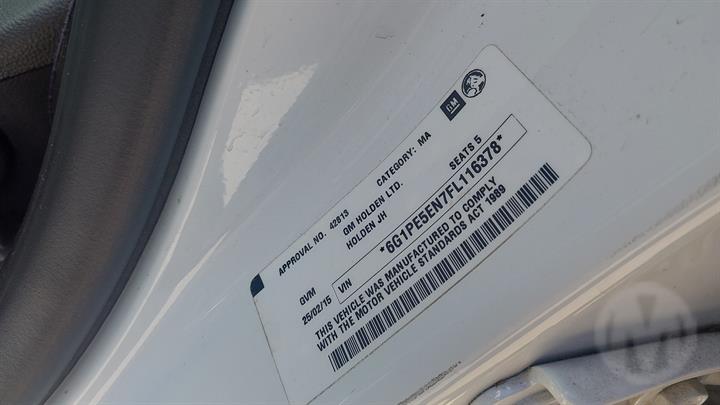 APPROVAL NO. 42813 CATEGORY: MA
GM HOLDEN LTD.
HOLDEN JH SEATS 5
GM
GVM
25/02/15 VIN *6G1PE5EN7FL116378*
THIS VEHICLE WAS MANUFACTURED TO COMPLY
WITH THE MOTOR VEHICLE STANDARDS ACT 1989
M